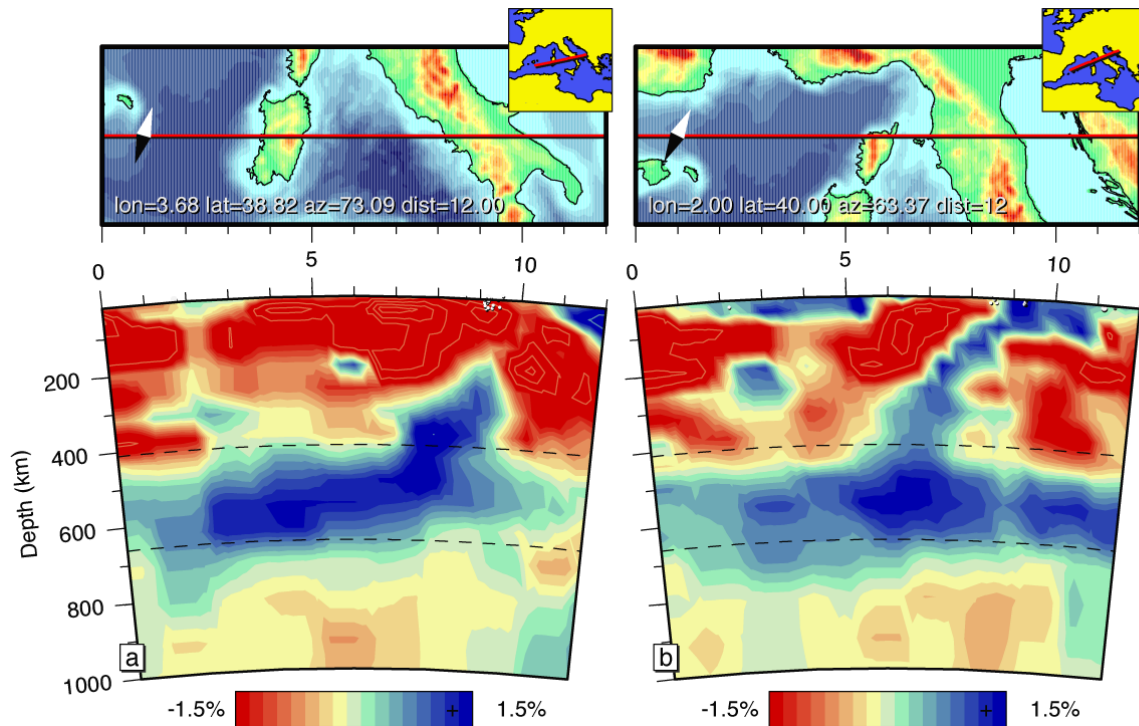 lon=3.68 lat=38.82 az=73.09 dist=12.00
lon=2.00 lat=40.00 az=63.37 dist=12
0 5 10
0 5 10
200
400
Depth (km)
600
800
1000
a
b
-1.5% + 1.5%
-1.5% + 1.5%